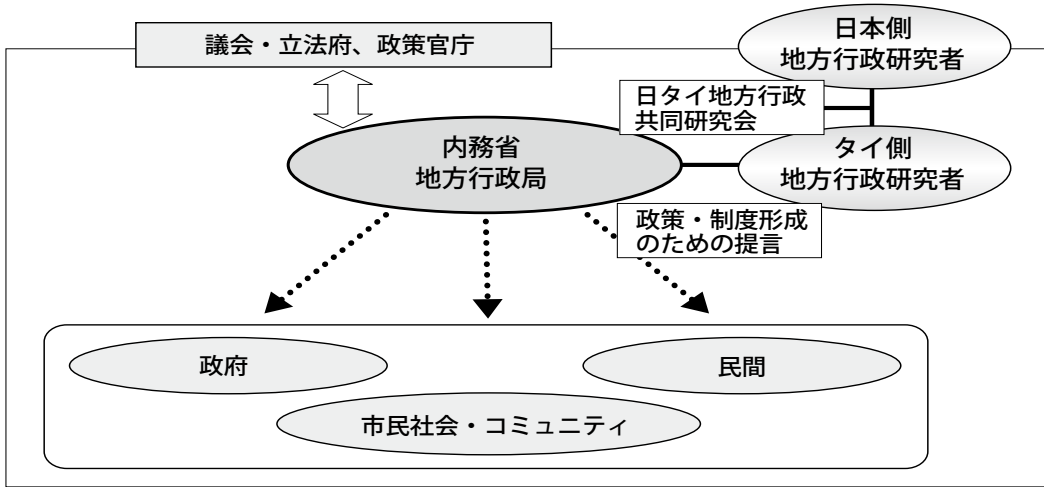 議会・立法府、政策官庁
日本側
地方行政研究者
日タイ地方行政
共同研究会
内務省
地方行政局
タイ側
地方行政研究者
政策・制度形成
のための提言
政府
民間
市民社会・コミュニティ